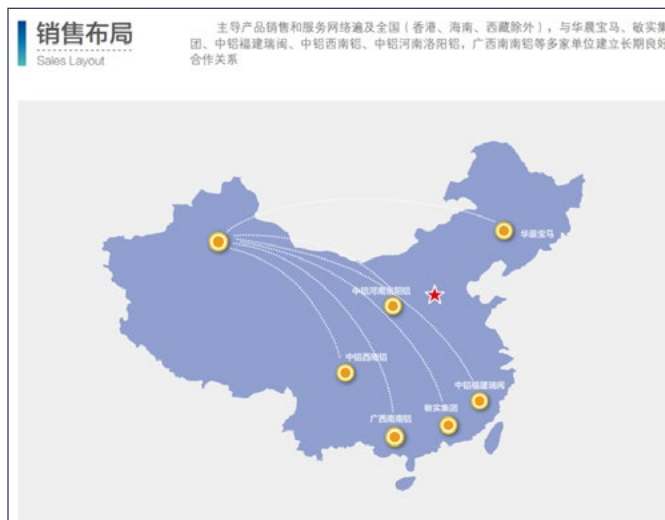 销售布局
Sales Layout
主导产品销售和服务网络遍及全国（香港、海南、西藏除外），与华晨宝马、敏实集
团、中铝福建瑞闽、中铝西南铝、中铝河南洛阳铝，广西南南铝等多家单位建立长期良好
合作关系
华晨宝马
中铝河南洛阳铝
中铝西南铝
中铝福建瑞闽
敏实集团
广西南南铝